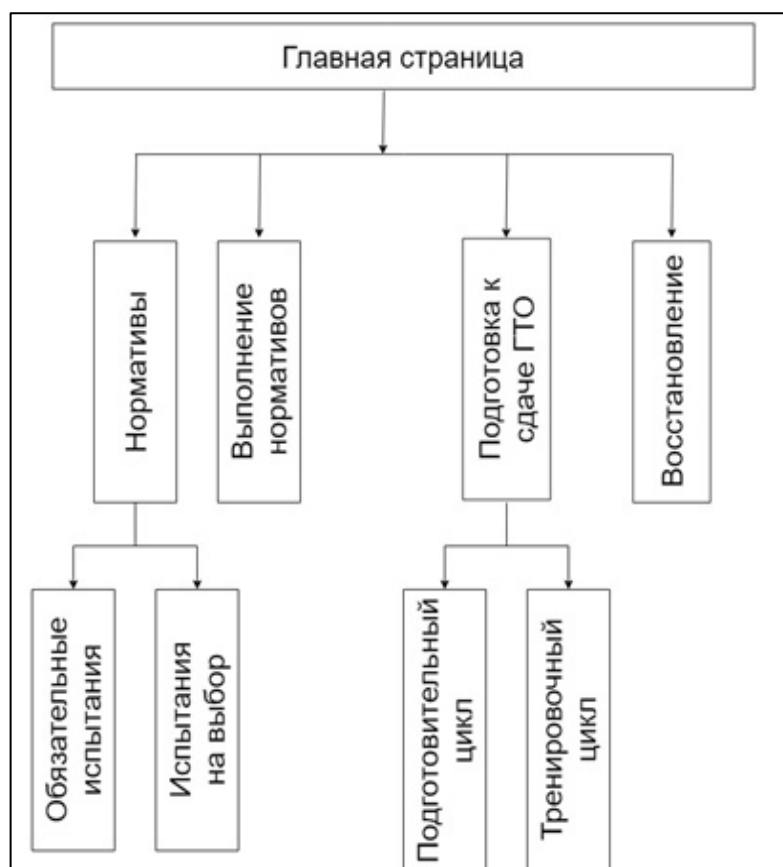 Главная страница
Нормативы
Выполнение
нормативов
Подготовка к
сдаче ГТО
Восстановление
Обязательные
испытания
Испытания
на выбор
Подготовительный
цикл
Тренировочный
цикл